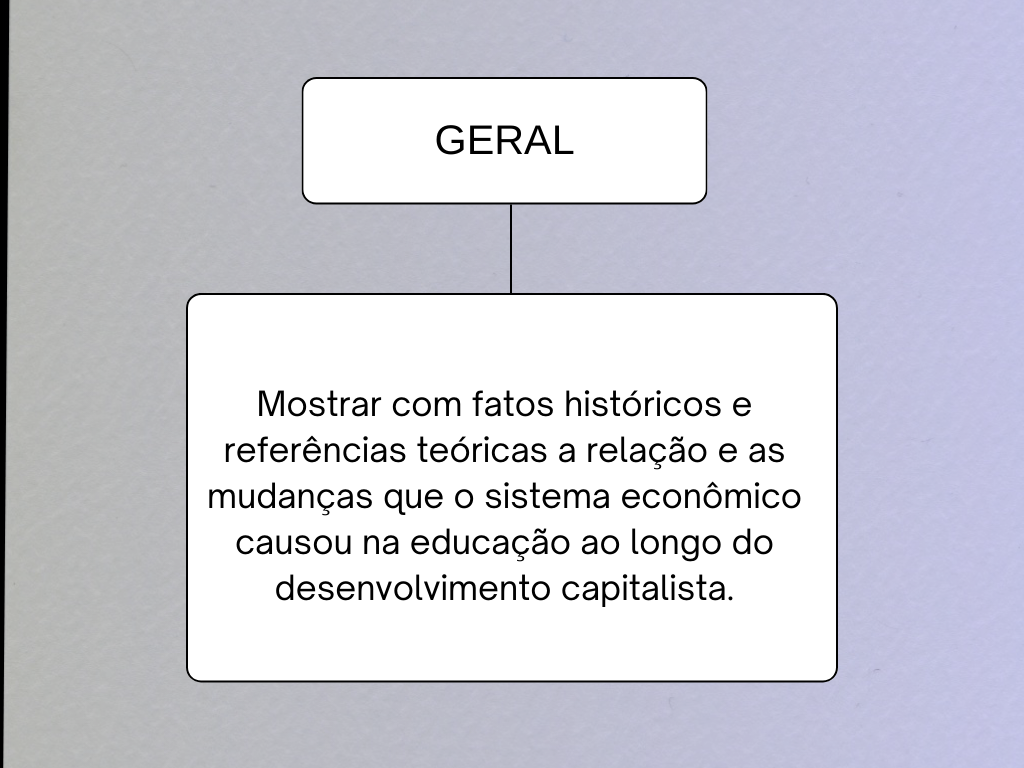 GERAL
Mostrar com fatos históricos e
referências teóricas a relação e as
mudanças que o sistema econômico
causou na educação ao longo do
desenvolvimento capitalista.